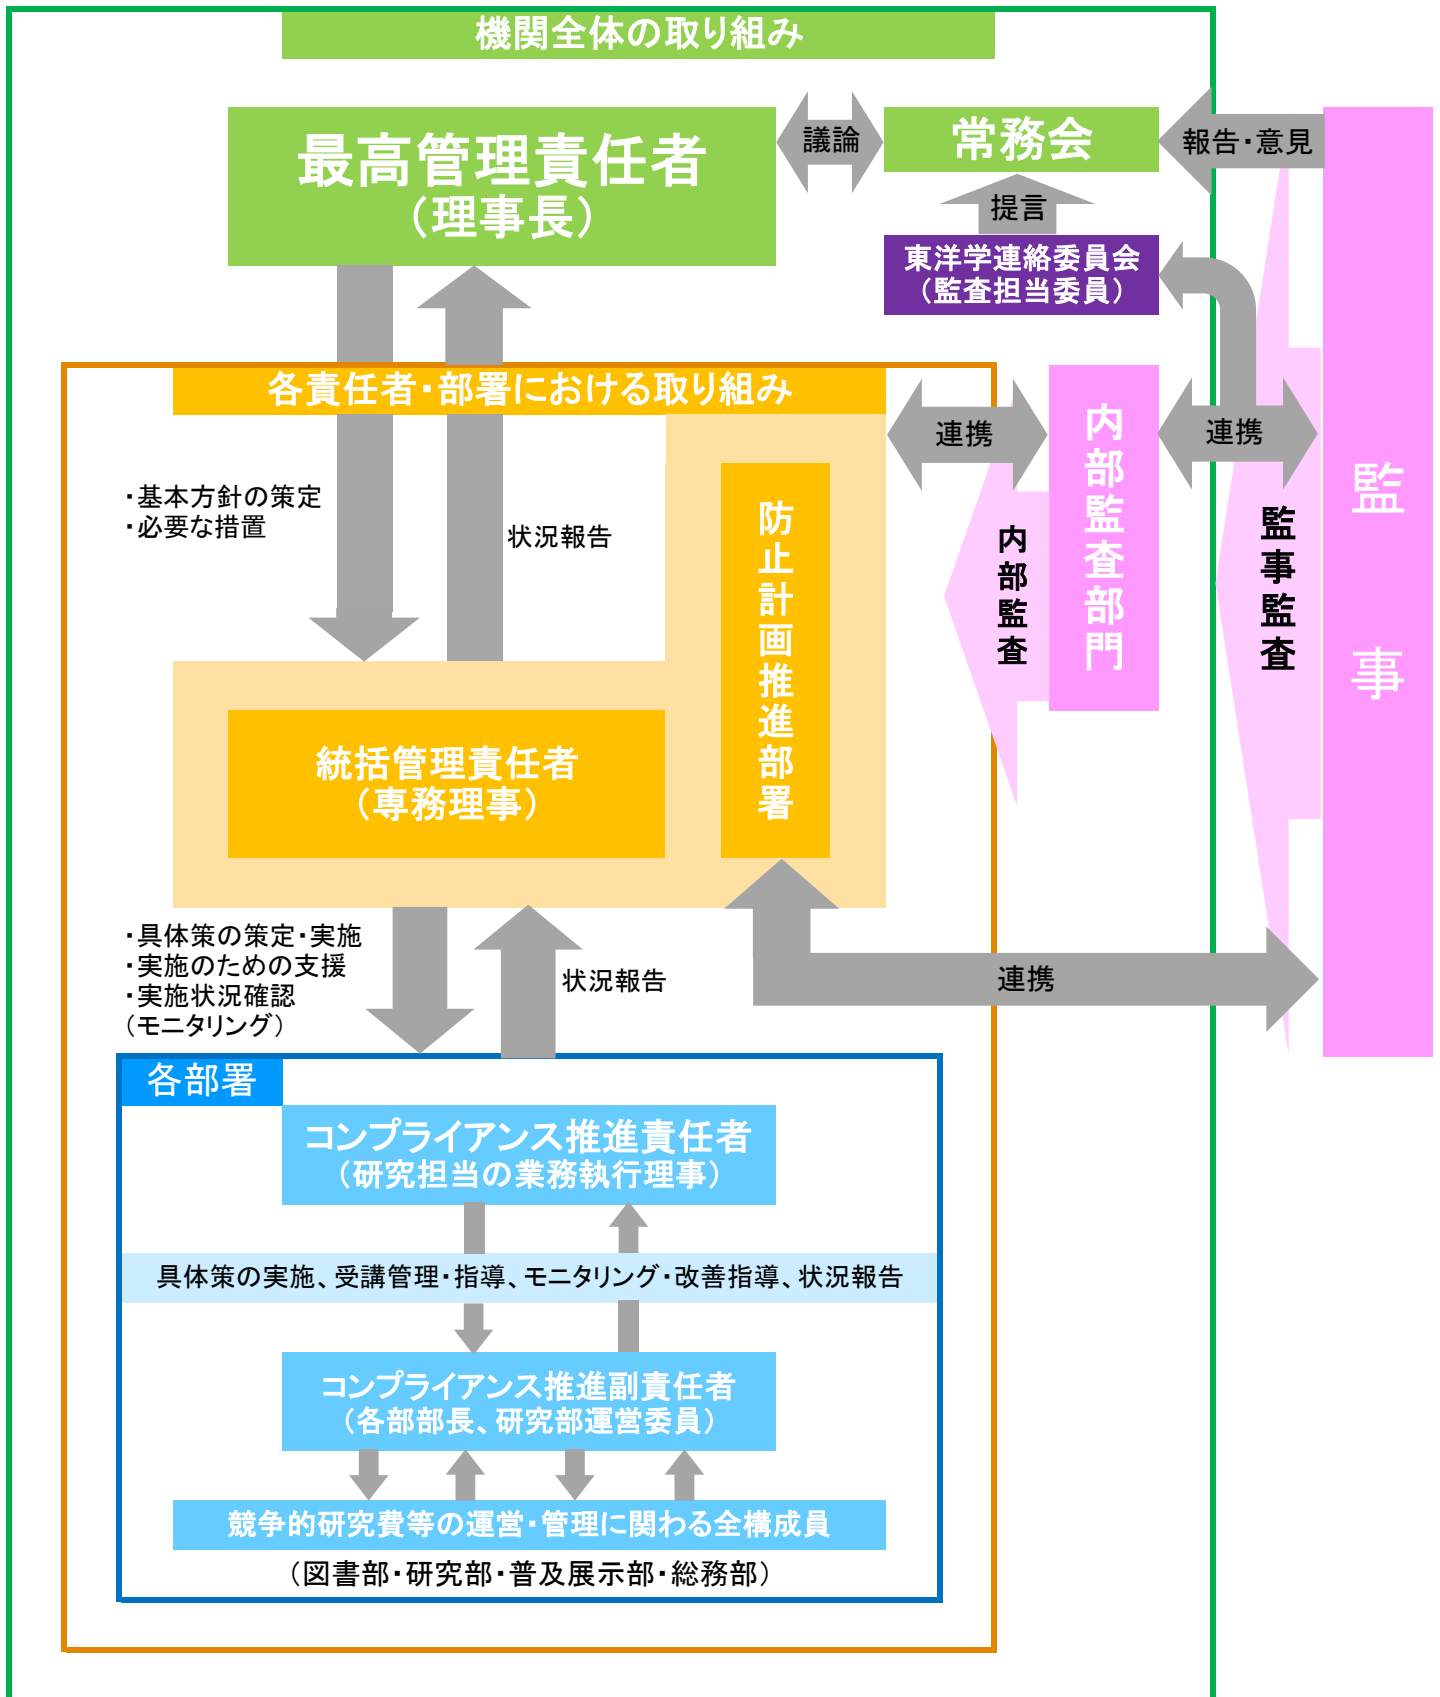 機関全体の取り組み
最高管理責任者
（理事長）
議論
常務会
報告・意見
提言
東洋学連絡委員会
（監査担当委員）
各責任者・部署における取り組み
連携
連携
・基本方針の策定
・必要な措置
状況報告
防止計画推進部署
内部監査
内部監査部門
監事監査
監事
統括管理責任者
（専務理事）
・具体策の策定・実施
・実施のための支援
・実施状況確認
（モニタリング）
状況報告
連携
各部署
コンプライアンス推進責任者
（研究担当の業務執行理事）
具体策の実施、受講管理・指導、モニタリング・改善指導、状況報告
コンプライアンス推進副責任者
（各部部長、研究部運営委員）
競争的研究費等の運営・管理に関わる全構成員
（図書部・研究部・普及展示部・総務部）